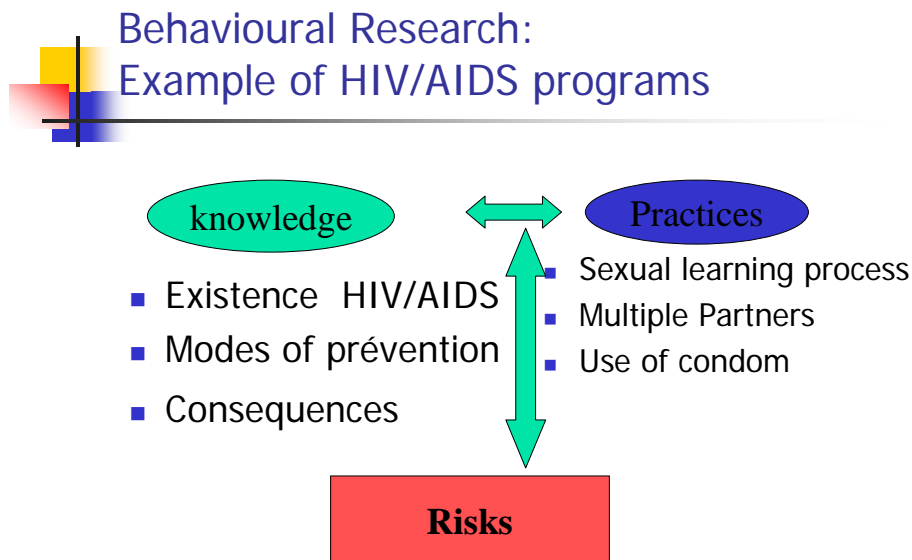 Behavioural Research:
Example of HIV/AIDS programs
knowledge
Existence HIV/AIDS
Modes of prévention
Consequences
Practices
Sexual learning process
Multiple Partners
Use of condom
Risks